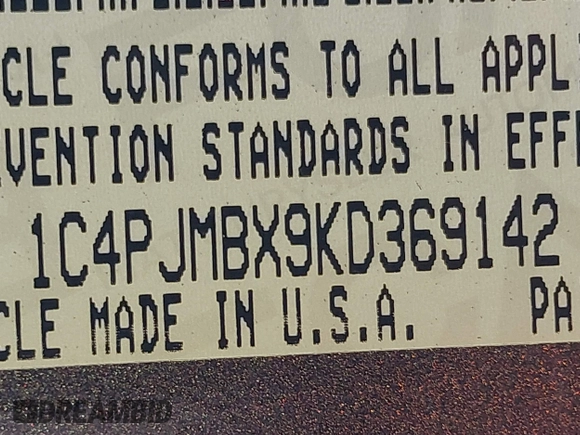 CLE CONFORMS TO ALL APPL
VENTION STANDARDS IN EFF
1C4PJMBX9KD369142
CLE MADE IN U.S.A. PA
DREAMBID